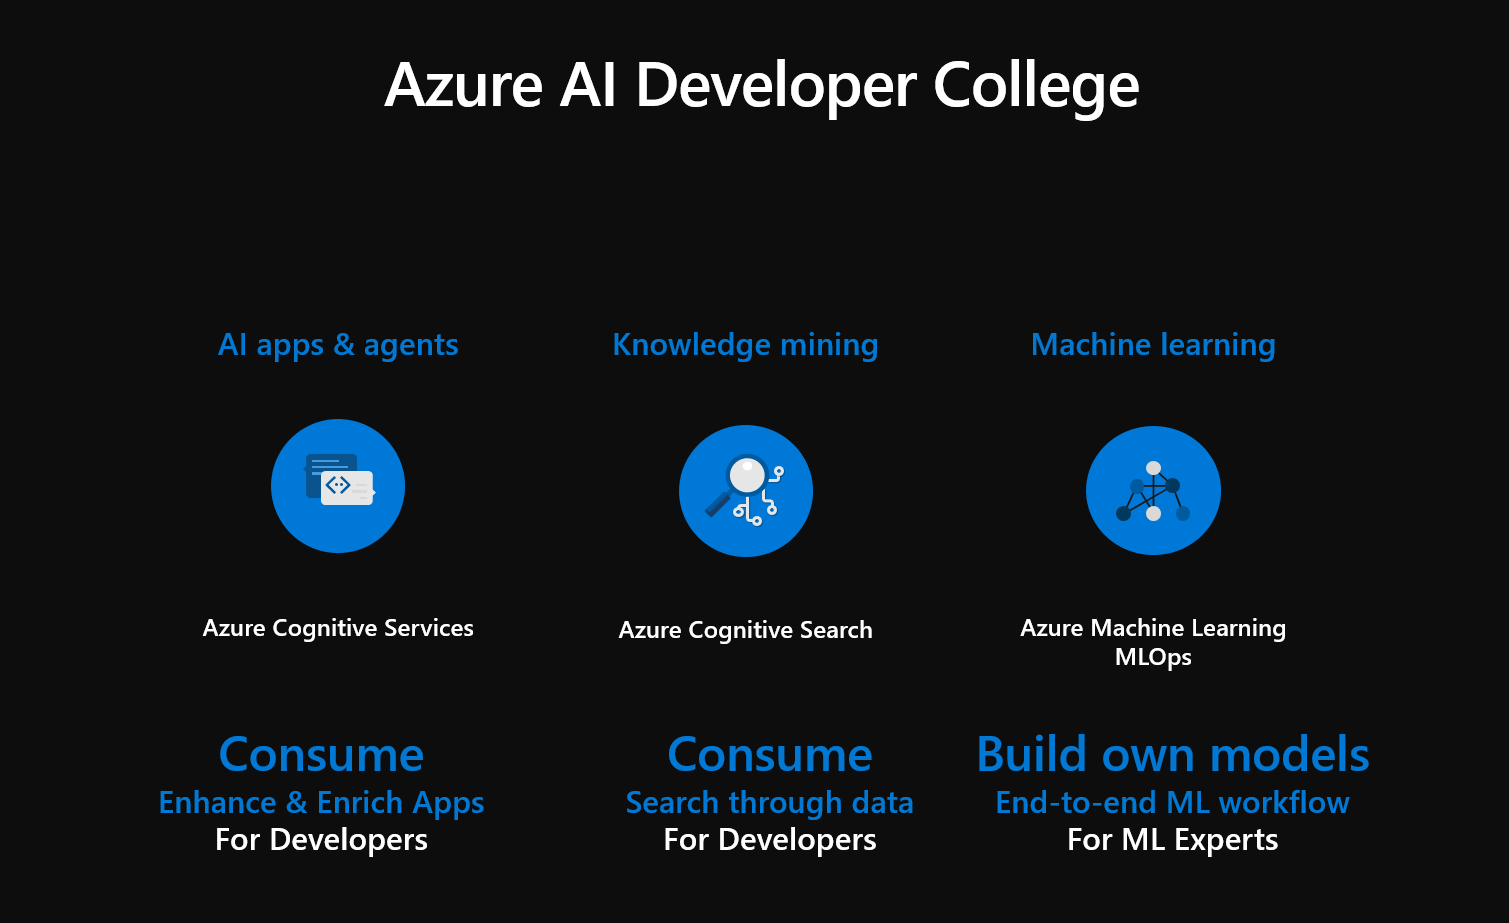 Azure AI Developer College
AI apps & agents
Knowledge mining
Machine learning
Azure Cognitive Services
Azure Cognitive Search
Azure Machine Learning
MLOps
Consume
Enhance & Enrich Apps
For Developers
Consume
Search through data
For Developers
Build own models
End-to-end ML workflow
For ML Experts